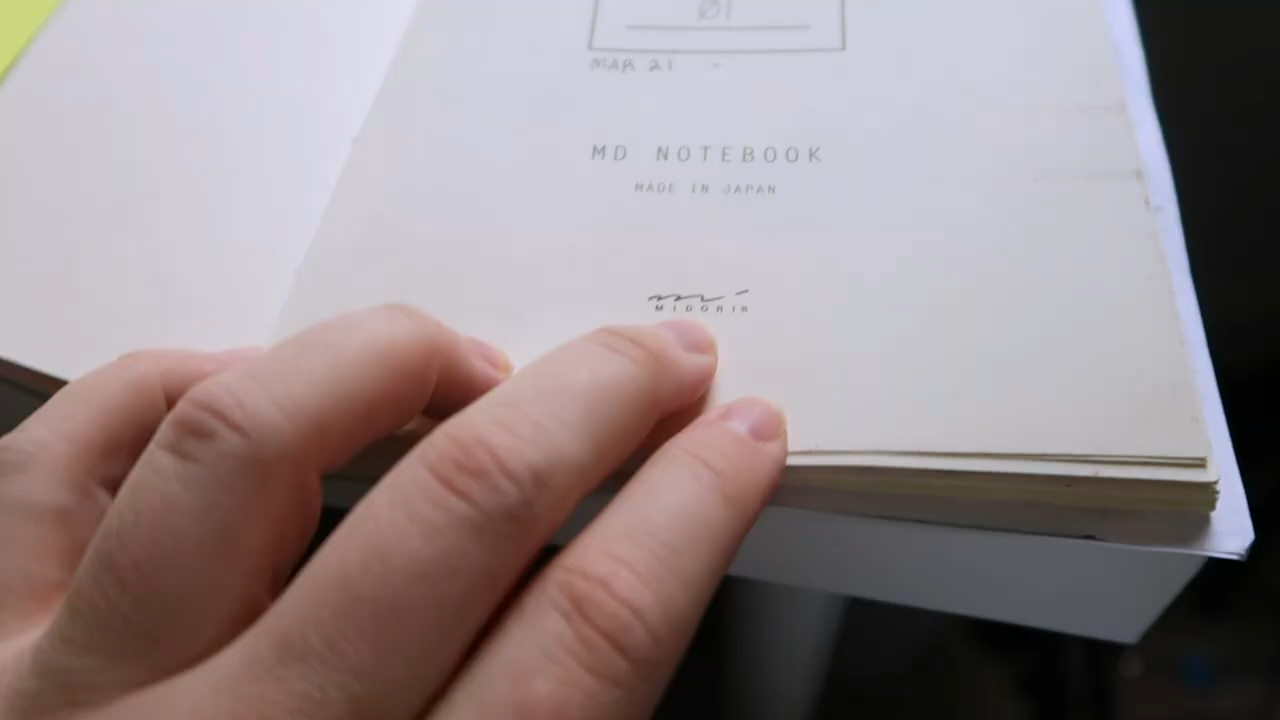 01
MAR 21 -
MD NOTEBOOK
MADE IN JAPAN
MIDORI